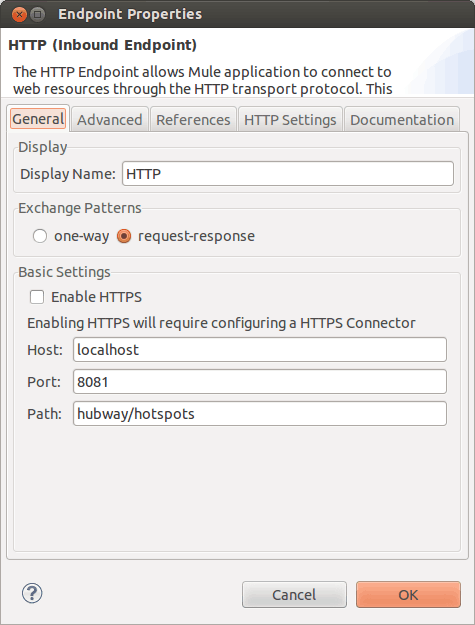 Endpoint Properties
HTTP (Inbound Endpoint)
The HTTP Endpoint allows Mule application to connect to
web resources through the HTTP transport protocol. This
General Advanced References HTTP Settings Documentation
Display
Display Name: HTTP
Exchange Patterns
one-way request-response
Basic Settings
Enable HTTPS
Enabling HTTPS will require configuring a HTTPS Connector
Host: localhost
Port: 8081
Path: hubway/hotspots
? Cancel OK